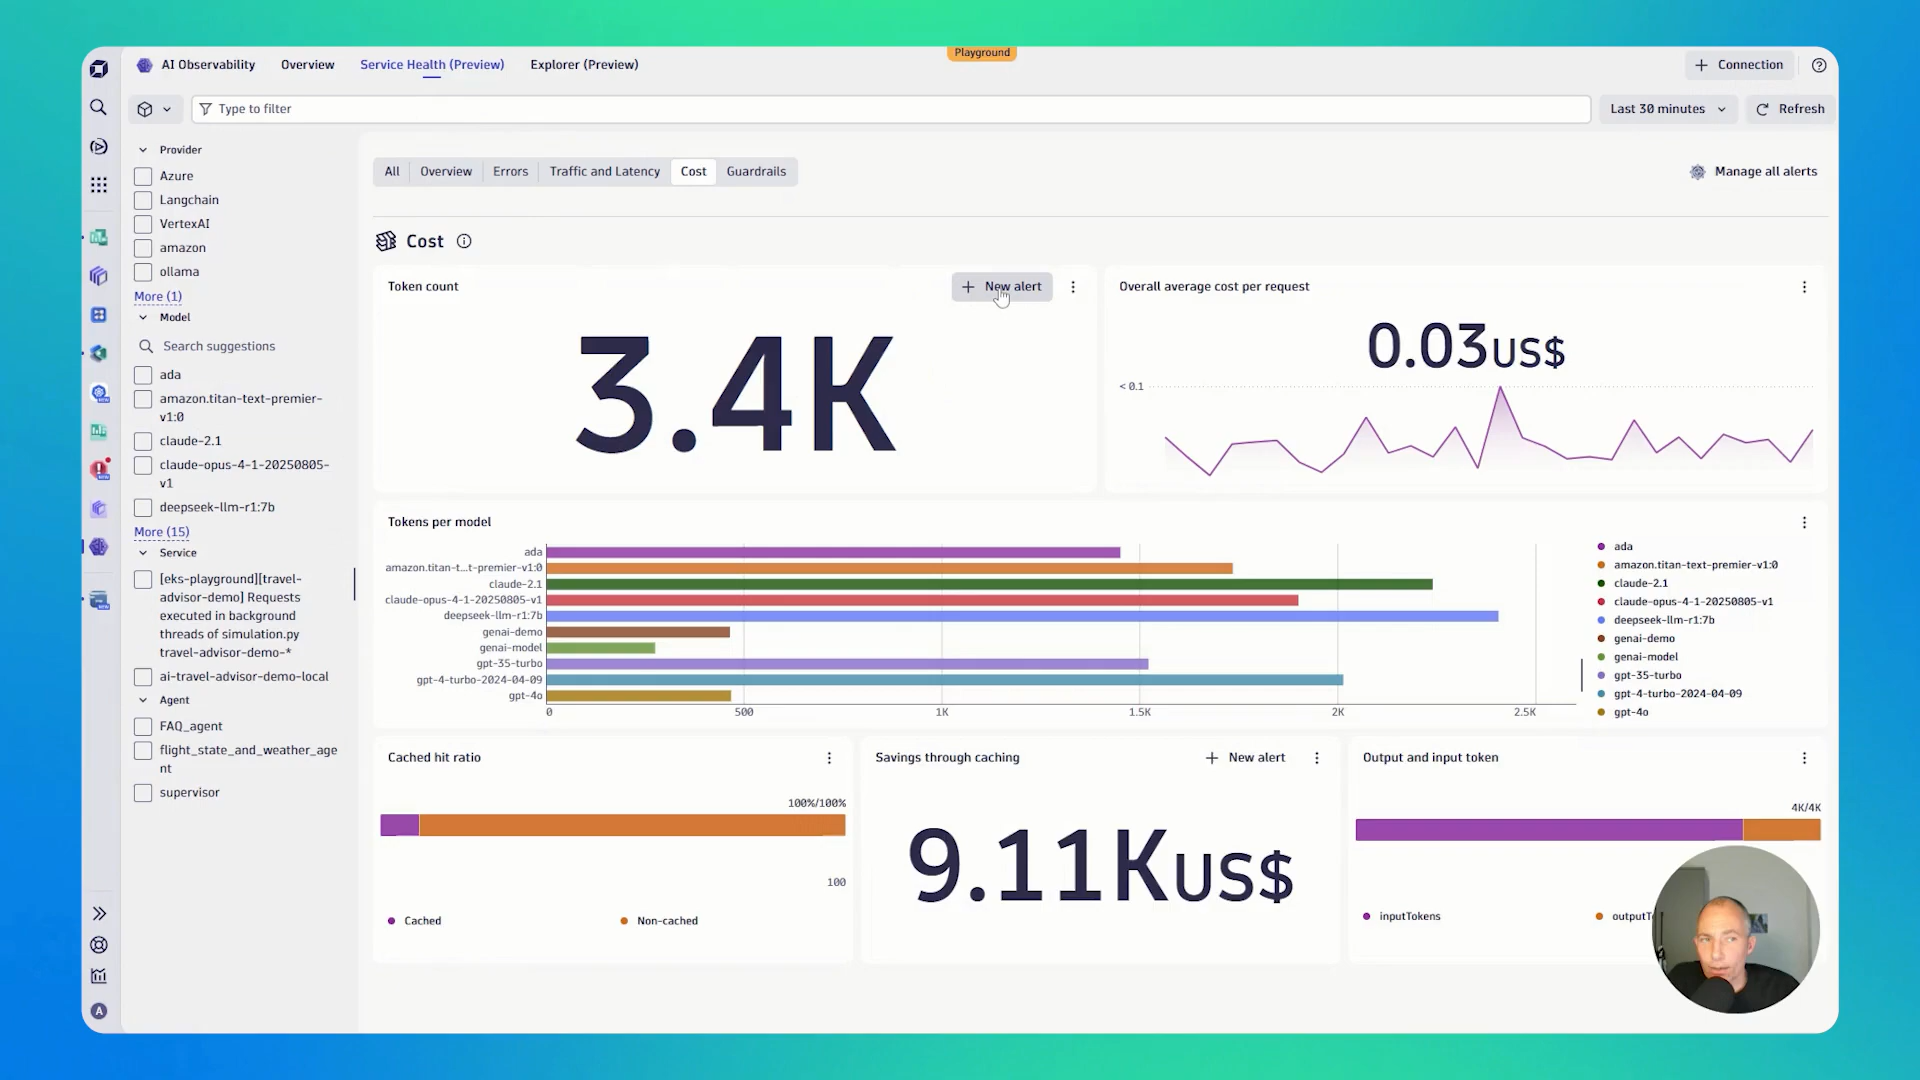 Playground
AI Observability
Overview
Service Health (Preview)
Explorer (Preview)
Connection
Type to filter
Last 30 minutes
Refresh
Provider
Azure
Langchain
VertexAI
amazon
ollama
More (1)
Model
Search suggestions
ada
amazon.titan-text-premier-
v1:0
claude-2.1
claude-opus-4-1-20250805-
v1
deepseek-llm-r1:7b
More (15)
Service
[eks-playground][travel-
advisor-demo] Requests
executed in background
threads of simulation.py
travel-advisor-demo-*
ai-travel-advisor-demo-local
Agent
FAQ_agent
flight_state_and_weather_age
nt
supervisor
A
All
Overview
Errors
Traffic and Latency
Cost
Guardrails
Manage all alerts
Cost
Token count
New alert
3.4K
Overall average cost per request
0.03US$
< 0.1
Tokens per model
ada
amazon.titan-t...t-premier-v1:0
claude-2.1
claude-opus-4-1-20250805-v1
deepseek-llm-r1:7b
genai-demo
genai-model
gpt-35-turbo
gpt-4-turbo-2024-04-09
gpt-4o
0
500
1K
1.5K
2K
2.5K
ada
amazon.titan-text-premier-v1:0
claude-2.1
claude-opus-4-1-20250805-v1
deepseek-llm-r1:7b
genai-demo
genai-model
gpt-35-turbo
gpt-4-turbo-2024-04-09
gpt-4o
Cached hit ratio
100%/100%
100
Cached
Non-cached
Savings through caching
New alert
9.11KUS$
Output and input token
4K/4K
inputTokens